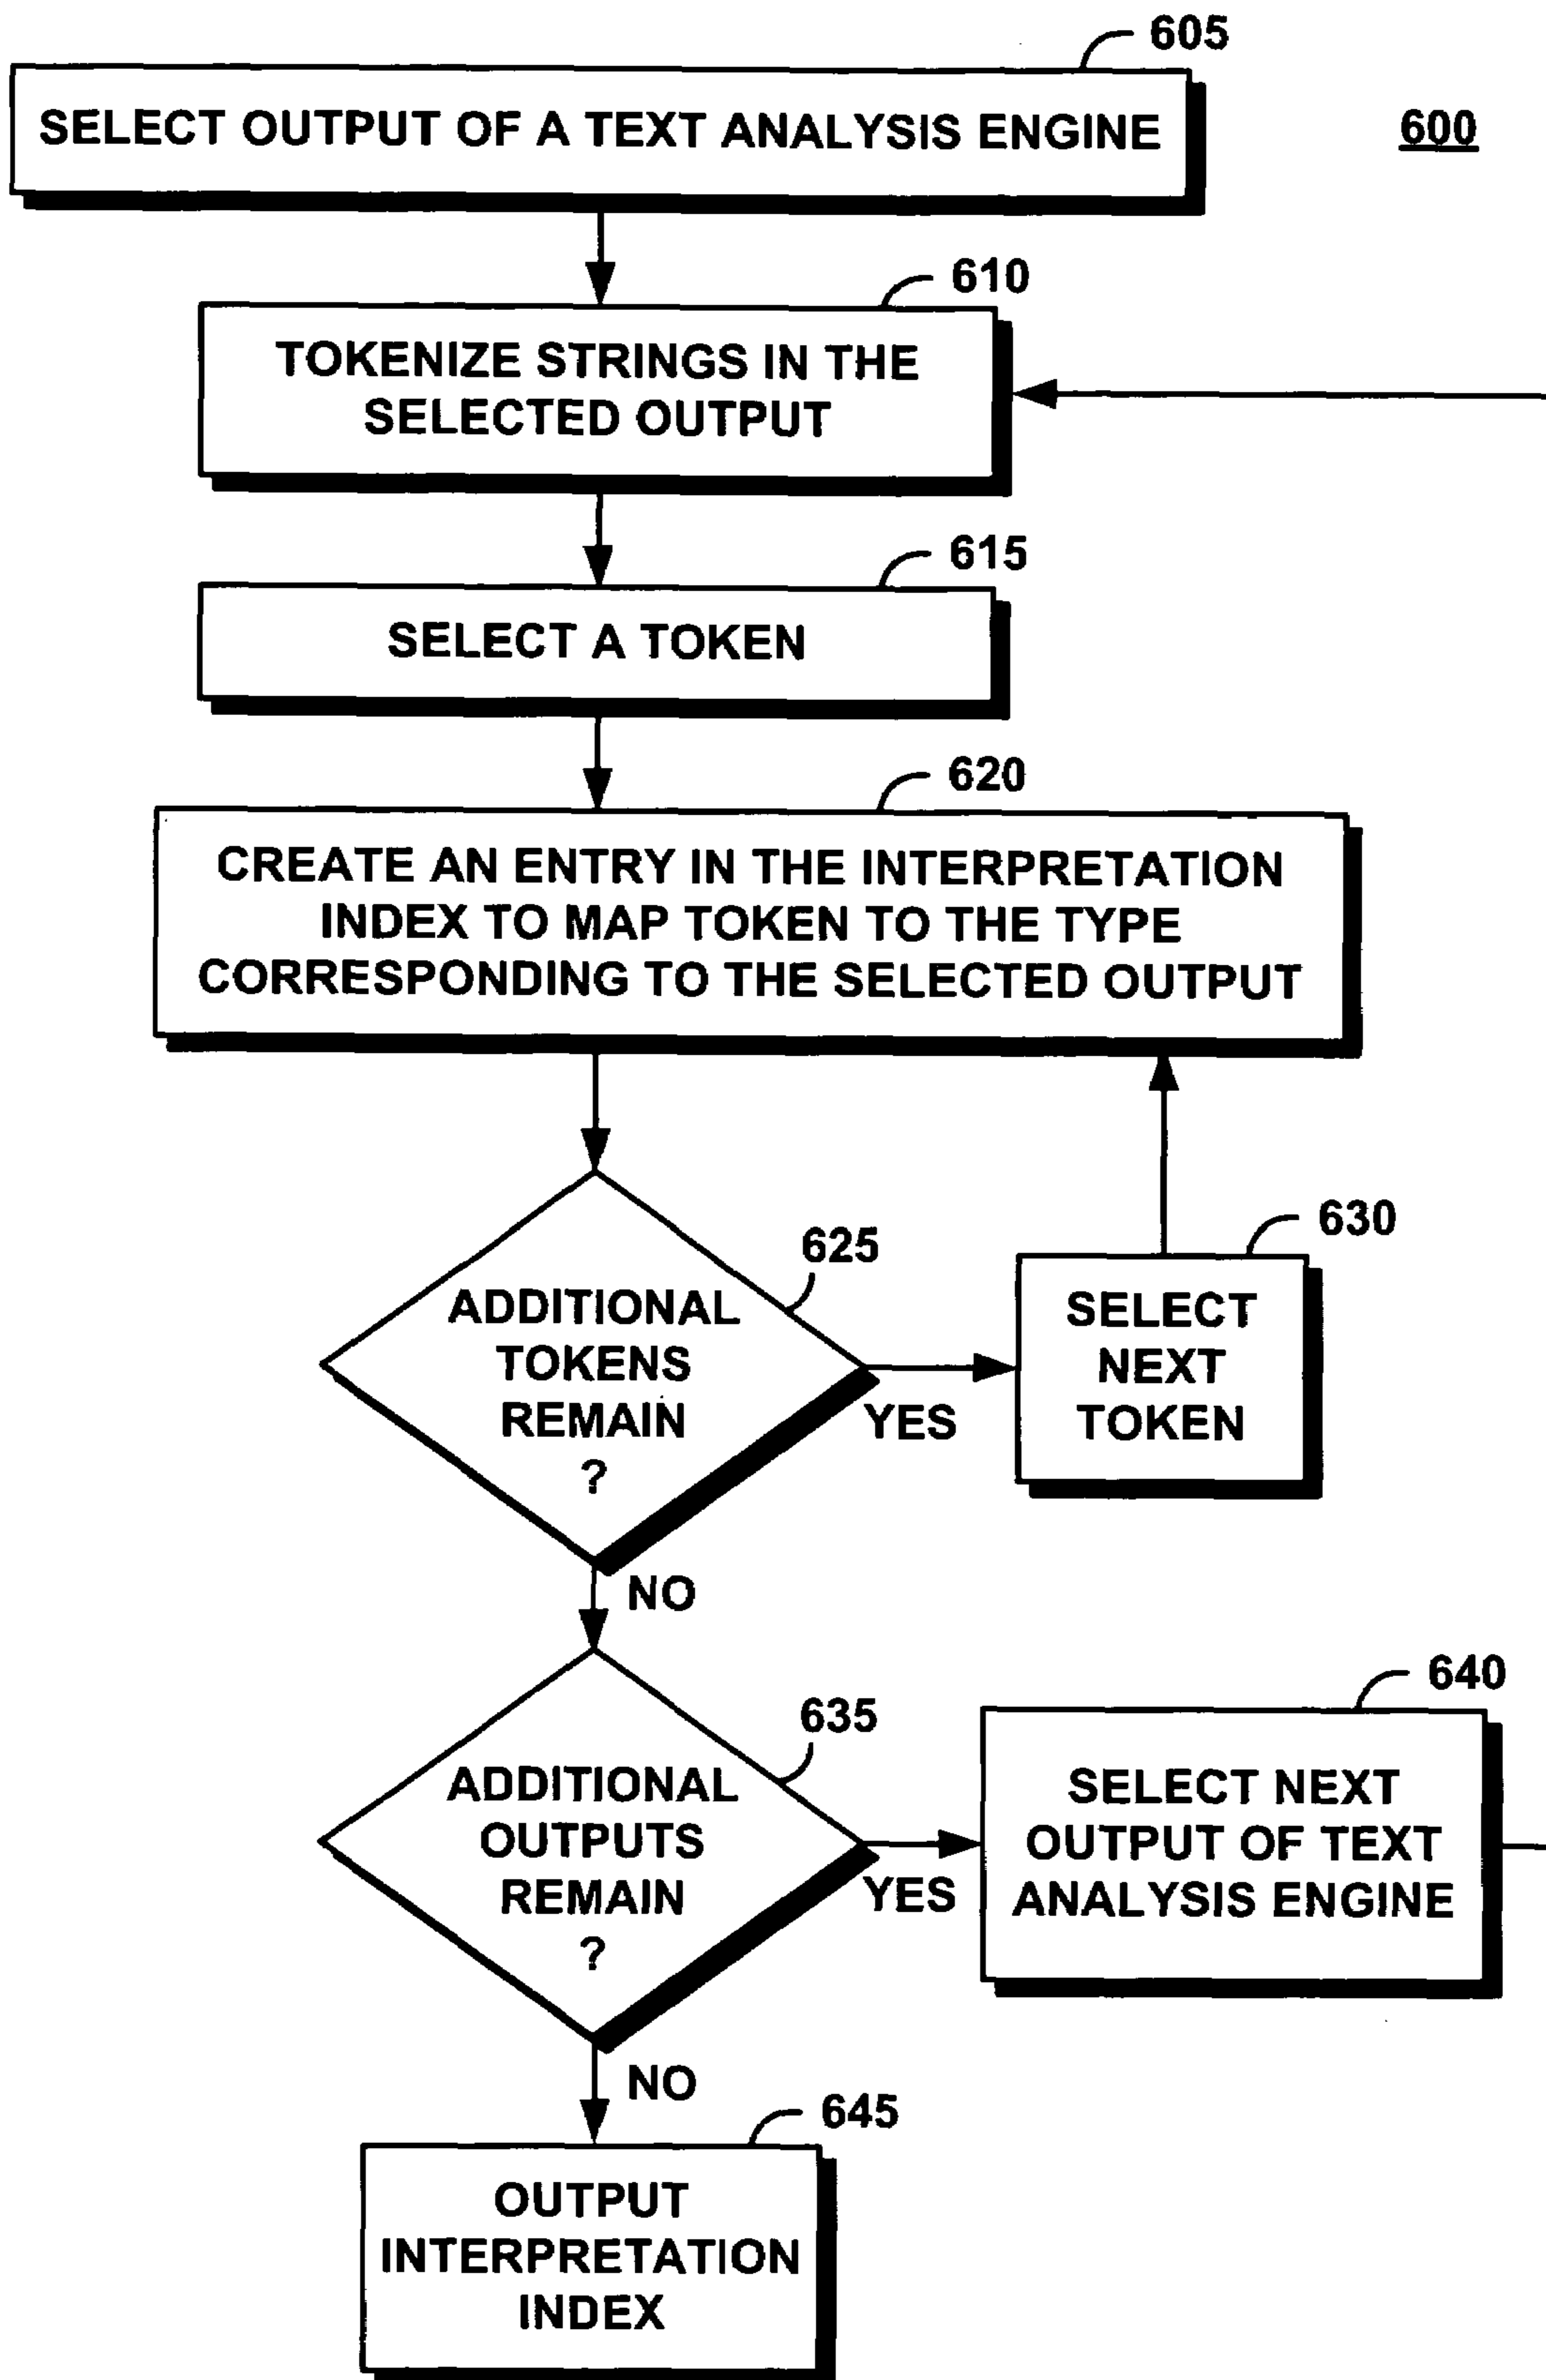 605
SELECT OUTPUT OF A TEXT ANALYSIS ENGINE
600
610
TOKENIZE STRINGS IN THE
SELECTED OUTPUT
615
SELECT A TOKEN
620
CREATE AN ENTRY IN THE INTERPRETATION
INDEX TO MAP TOKEN TO THE TYPE
CORRESPONDING TO THE SELECTED OUTPUT
625
ADDITIONAL
TOKENS
REMAIN
?
YES
630
SELECT
NEXT
TOKEN
NO
635
ADDITIONAL
OUTPUTS
REMAIN
?
YES
640
SELECT NEXT
OUTPUT OF TEXT
ANALYSIS ENGINE
NO
645
OUTPUT
INTERPRETATION
INDEX